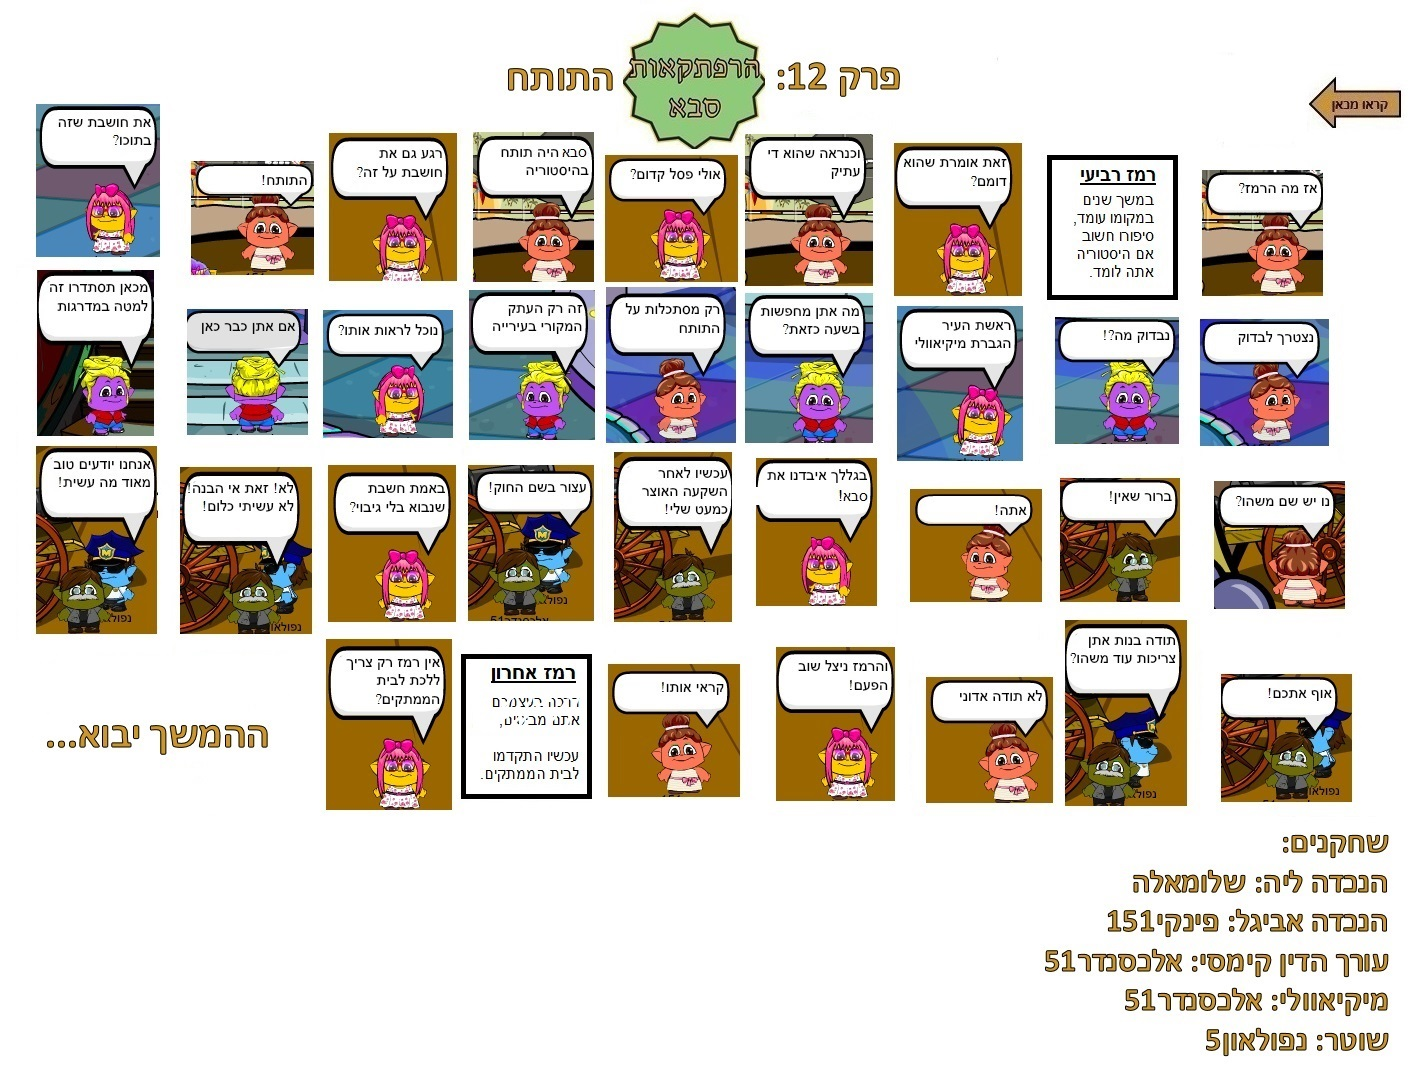 פרק 12:
הרפתקאות
סבא
התותח
קראו מכאן
אז מה הרמז?
רמז רביעי
במשך שנים
במקומו עומד,
סיפורו חשוב
אם היסטוריה
אתה לומד.
זאת אומרת שהוא
דומם?
וכנראה שהוא די
עתיק
אולי פסל קדום?
סבא היה תותח
בהיסטוריה
רגע גם את
חושבת על זה?
התותח!
את חושבת שזה
בתוכו?
נצטרך לבדוק
נבדוק מה?!
ראשת העיר
הגברת מיקיאוולי
מה אתן מחפשות
בשעה כזאת?
רק מסתכלות על
התותח
זה רק העתק
המקורי בעירייה
נוכל לראות אותו?
אם אתן כבר כאן
מכאן תסתדרו זה
למטה במדרגות
נו יש שם משהו?
ברור שאין!
אתה!
בגללך איבדנו את
סבא!
עכשיו לאחר
השקעה האוצר
כמעט שלי!
עצור בשם החוק!
באמת חשבת
שנבוא בלי גיבוי?
לא! זאת אי הבנה!
לא עשיתי כלום!
אנחנו יודעים טוב
מאוד מה עשית!
אוף אתכם!
תודה בנות אתן
צריכות עוד משהו?
לא תודה אדוני
והרמז ניצל שוב
הפעם!
קראי אותו!
רמז אחרון
אתם מביטים,
עכשיו התקדמו
לבית הממתקים.
אין רמז רק צריך
ללכת לבית
הממתקים?
ההמשך יבוא...
שחקנים:
הנכדה ליה: שלומאלה
הנכדה אביגל: פינקי151
עורך הדין קימסי: אלכסנדר51
מיקיאוולי: אלכסנדר51
שוטר: נפולאון5